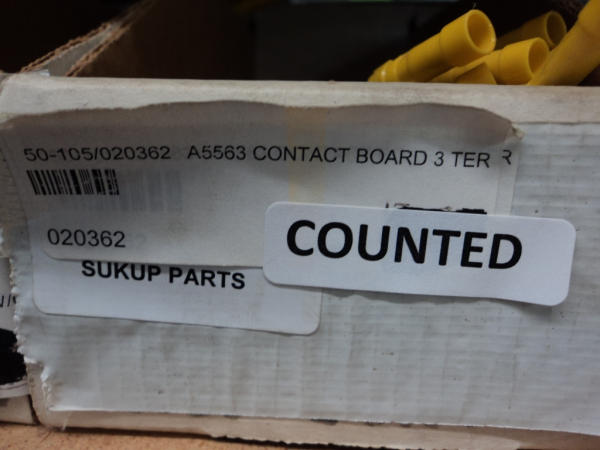 50-105/020362 A5563 CONTACT BOARD 3 TER R
020362
COUNTED
SUKUP PARTS